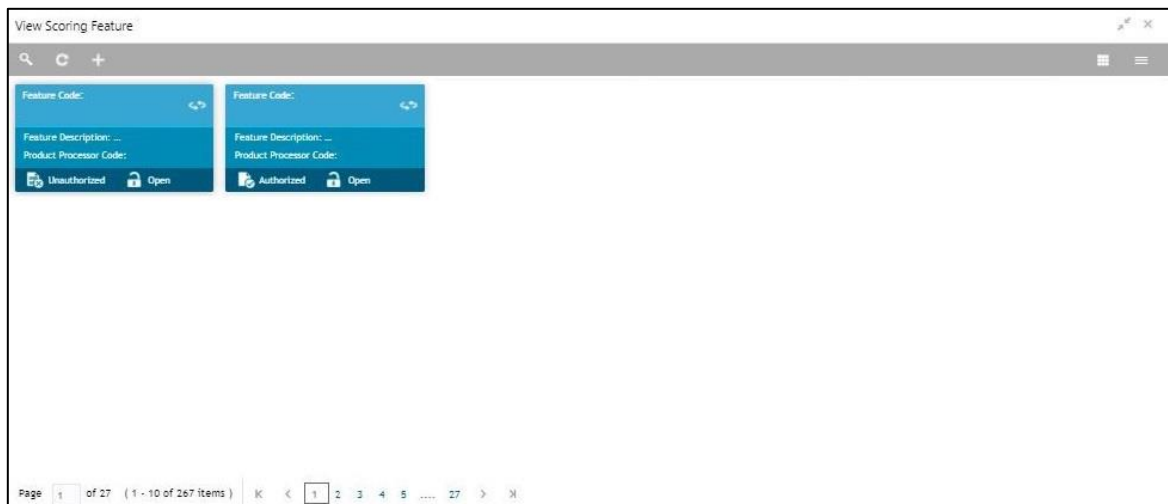 View Scoring Feature
Feature Code:
Feature Description: ...
Product Processor Code:
Unauthorized Open
Feature Code:
Feature Description: ...
Product Processor Code:
Authorized Open
Page 1 of 27 ( 1 - 10 of 267 items ) K < 1 2 3 4 5 .... 27 > X